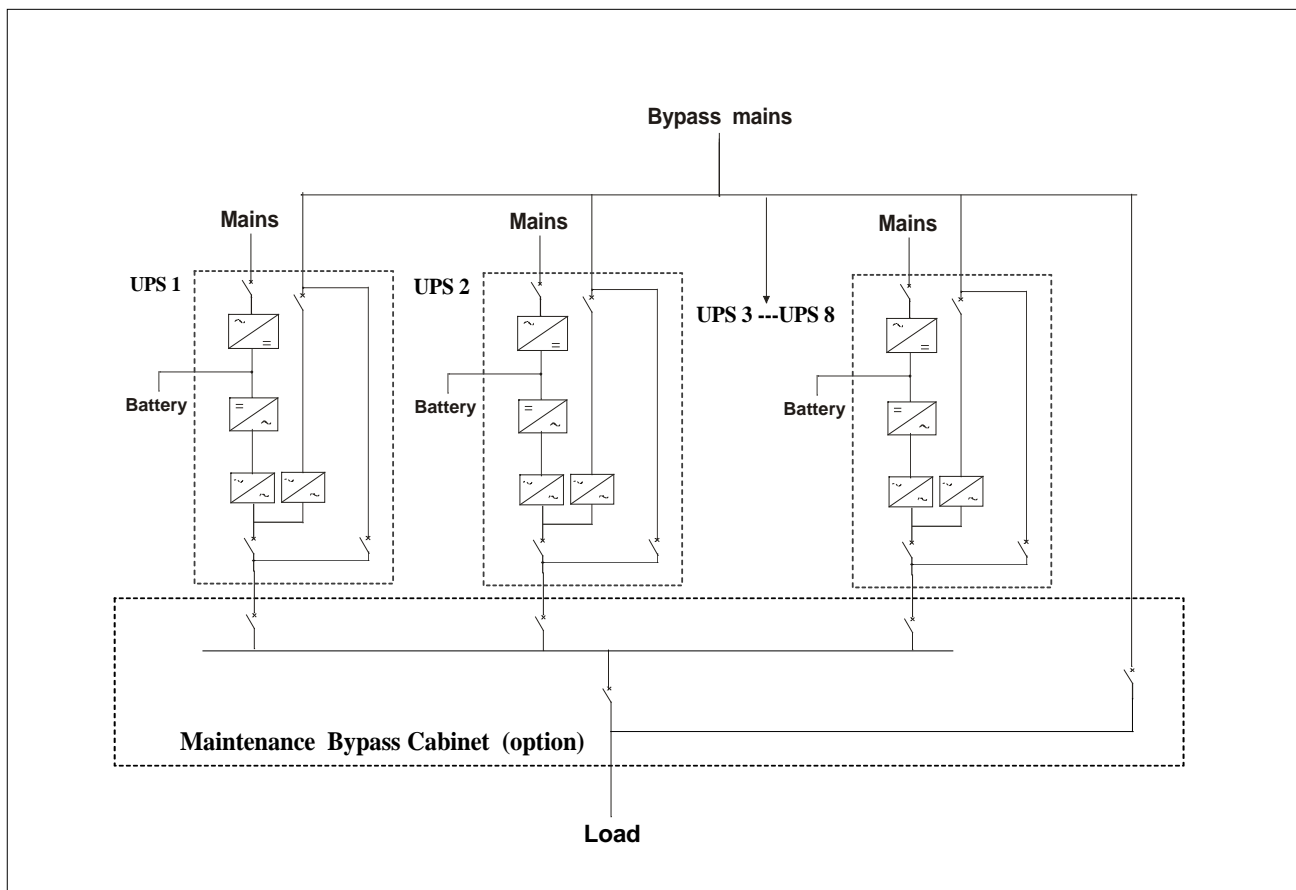 Bypass mains
Mains
Mains
Mains
UPS 1
UPS 2
UPS 3 ---UPS 8
Battery
Battery
Battery
Maintenance Bypass Cabinet (option)
Load